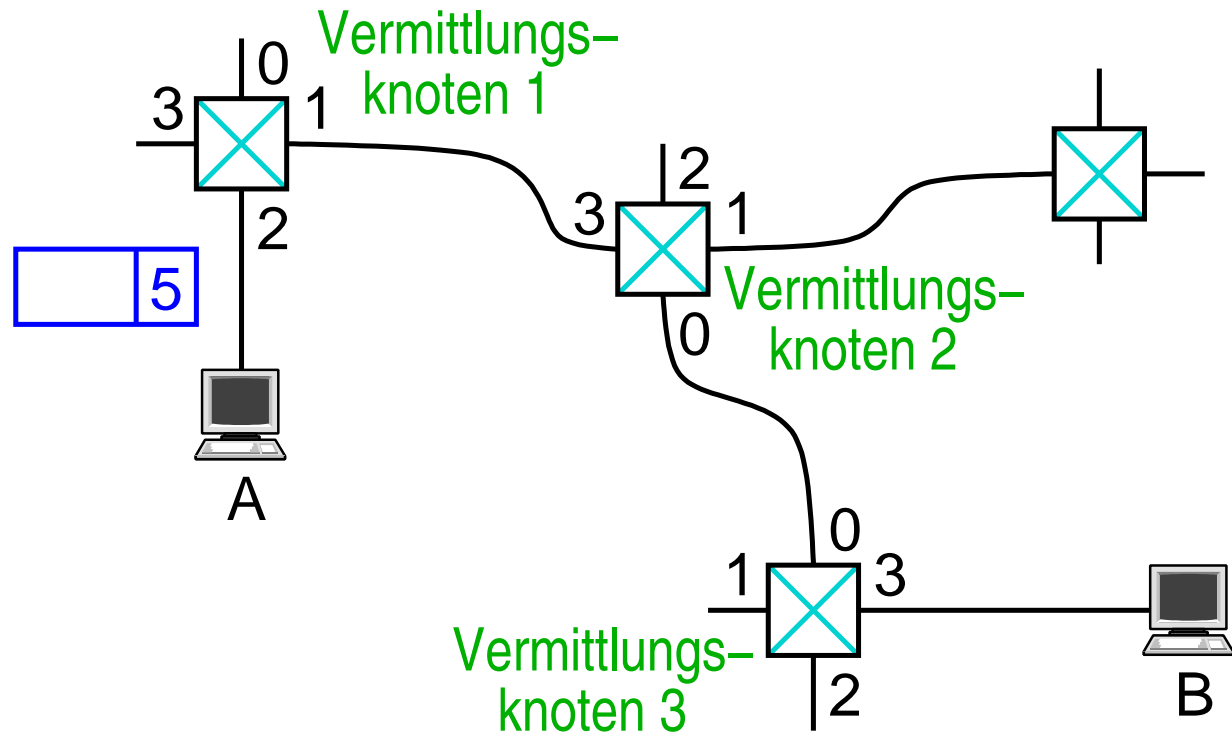 Vermittlungs–
knoten 1
0
3
1
2
5
A
2
3
1
0
Vermittlungs–
knoten 2
0
1
3
2
Vermittlungs–
knoten 3
B